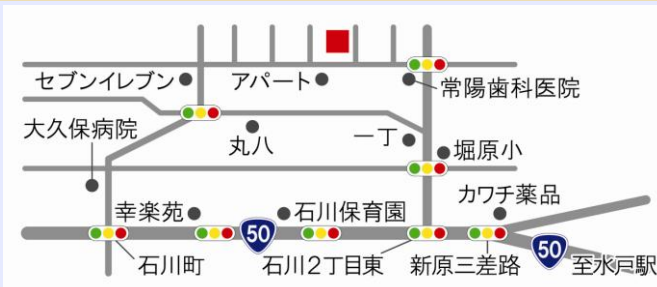 セブンイレブン
アパート
常陽歯科医院
大久保病院
丸八
一丁
堀原小
カワチ薬品
幸楽苑
50
石川保育園
石川町
石川2丁目東
新原三差路
50
至水戸駅